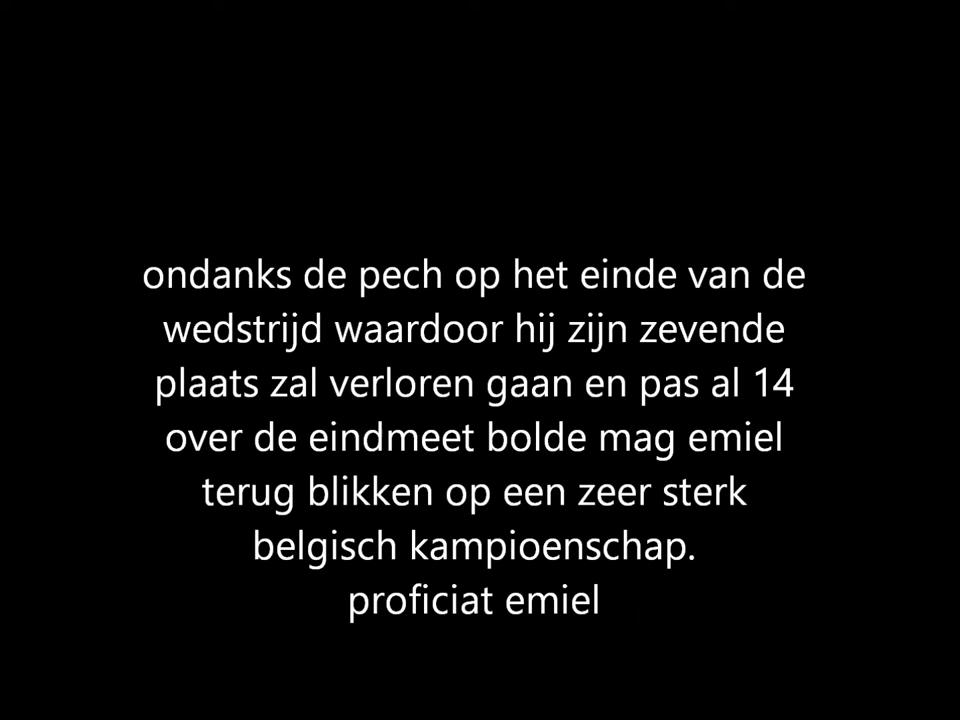 ondanks de pech op het einde van de
wedstrijd waardoor hij zijn zevende
plaats zal verloren gaan en pas al 14
over de eindmeet bolde mag emiel
terug blikken op een zeer sterk
belgisch kampioenschap.
proficiat emiel